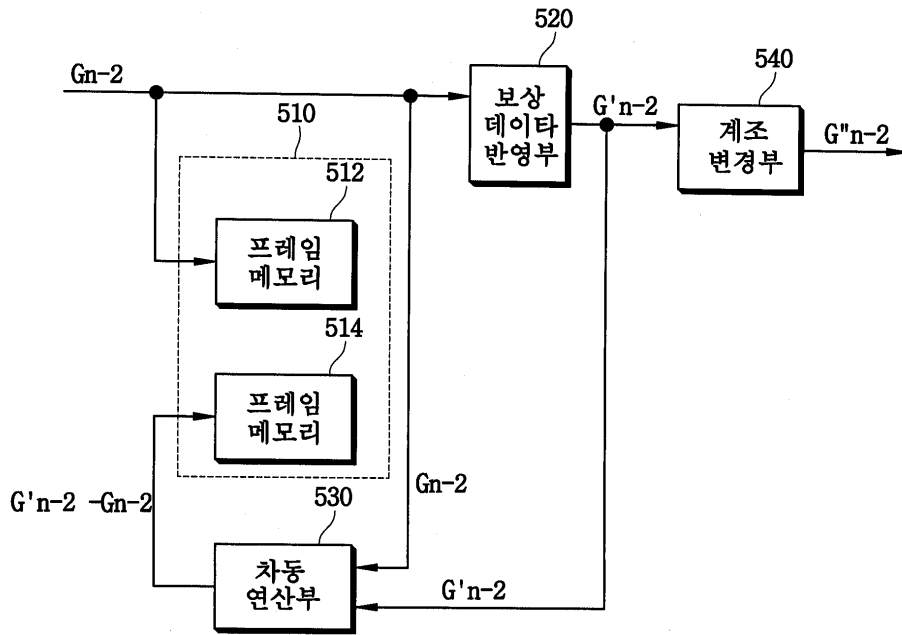 520
Gn-2
보상
데이타
반영부
G'n-2
540
계조
변경부
G"n-2
510
512
프레임
메모리
514
프레임
메모리
G'n-2 -Gn-2
Gn-2
530
차동
연산부
G'n-2